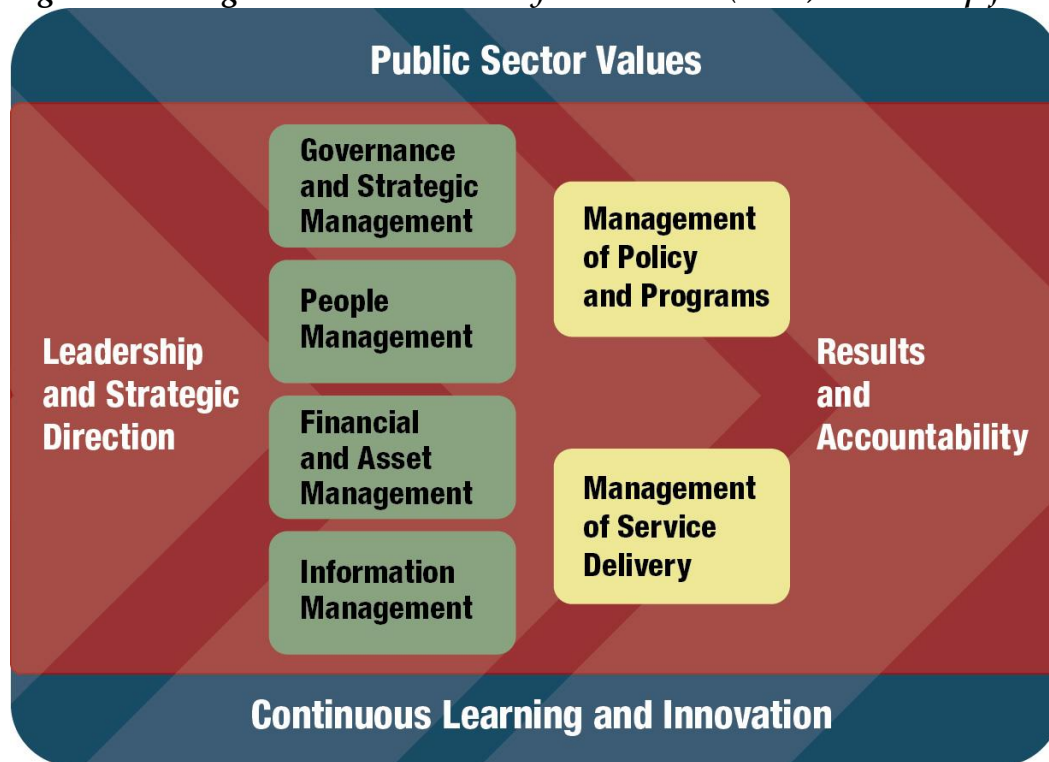 Public Sector Values
Leadership
and Strategic
Direction
Governance
and Strategic
Management
People
Management
Financial
and Asset
Management
Information
Management
Management
of Policy
and Programs
Management
of Service
Delivery
Results
and
Accountability
Continuous Learning and Innovation